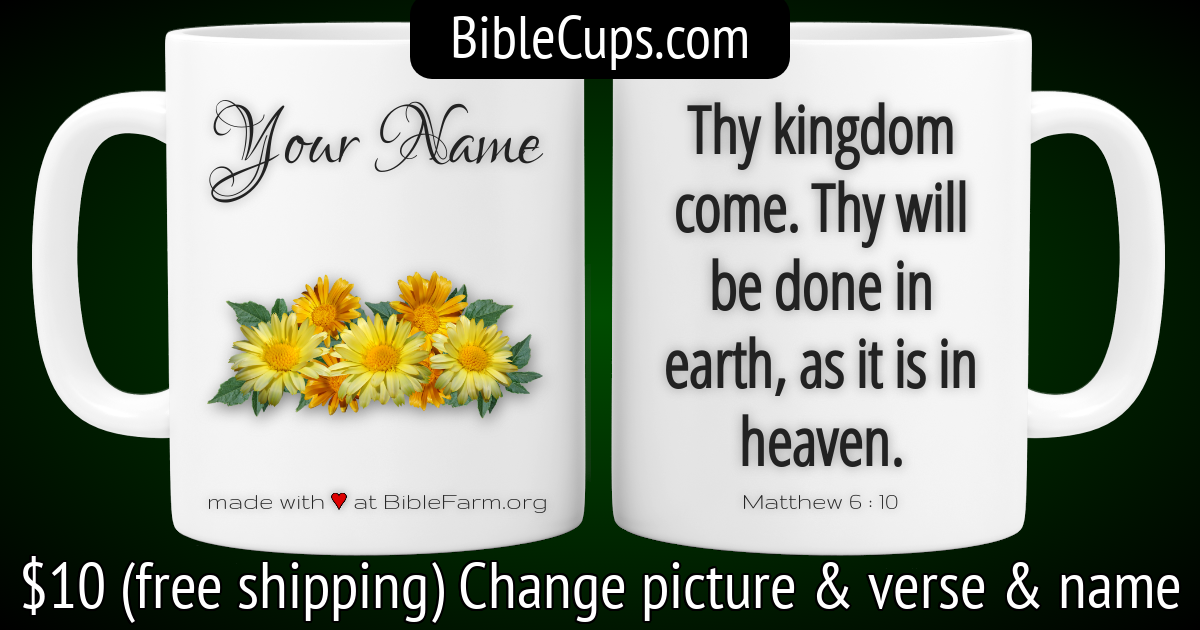 BibleCups.com
Your Name
made with ♥ at BibleFarm.org
Thy kingdom
come. Thy will
be done in
earth, as it is in
heaven.
Matthew 6 : 10
$10 (free shipping) Change picture & verse & name